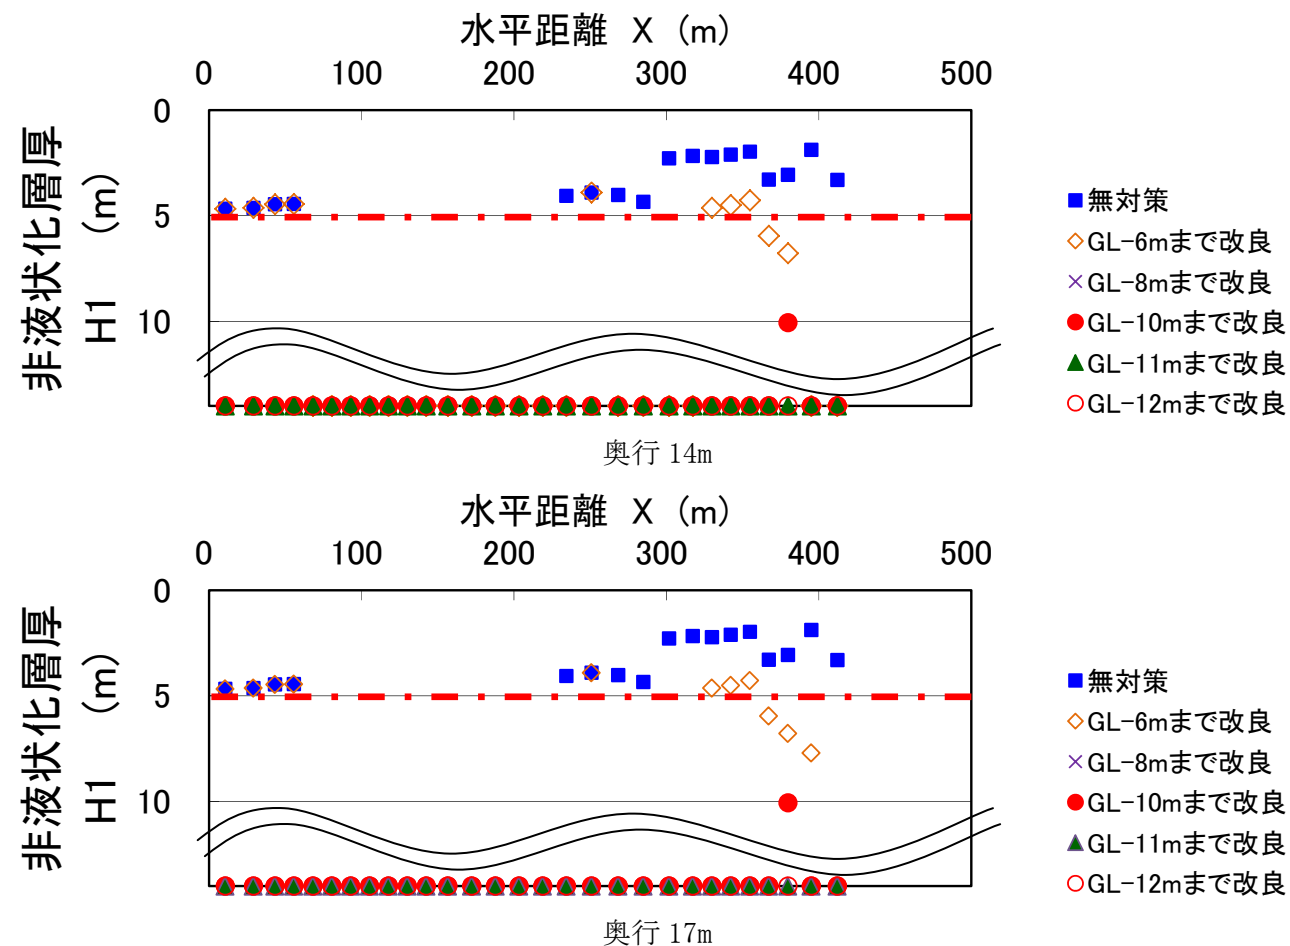 水平距離 X (m)
0 100 200 300 400 500
非液状化層厚
H1 (m)
0
5
10
無対策
GL-6mまで改良
GL-8mまで改良
GL-10mまで改良
GL-11mまで改良
GL-12mまで改良
奥行 14m
水平距離 X (m)
0 100 200 300 400 500
非液状化層厚
H1 (m)
0
5
10
無対策
GL-6mまで改良
GL-8mまで改良
GL-10mまで改良
GL-11mまで改良
GL-12mまで改良
奥行 17m